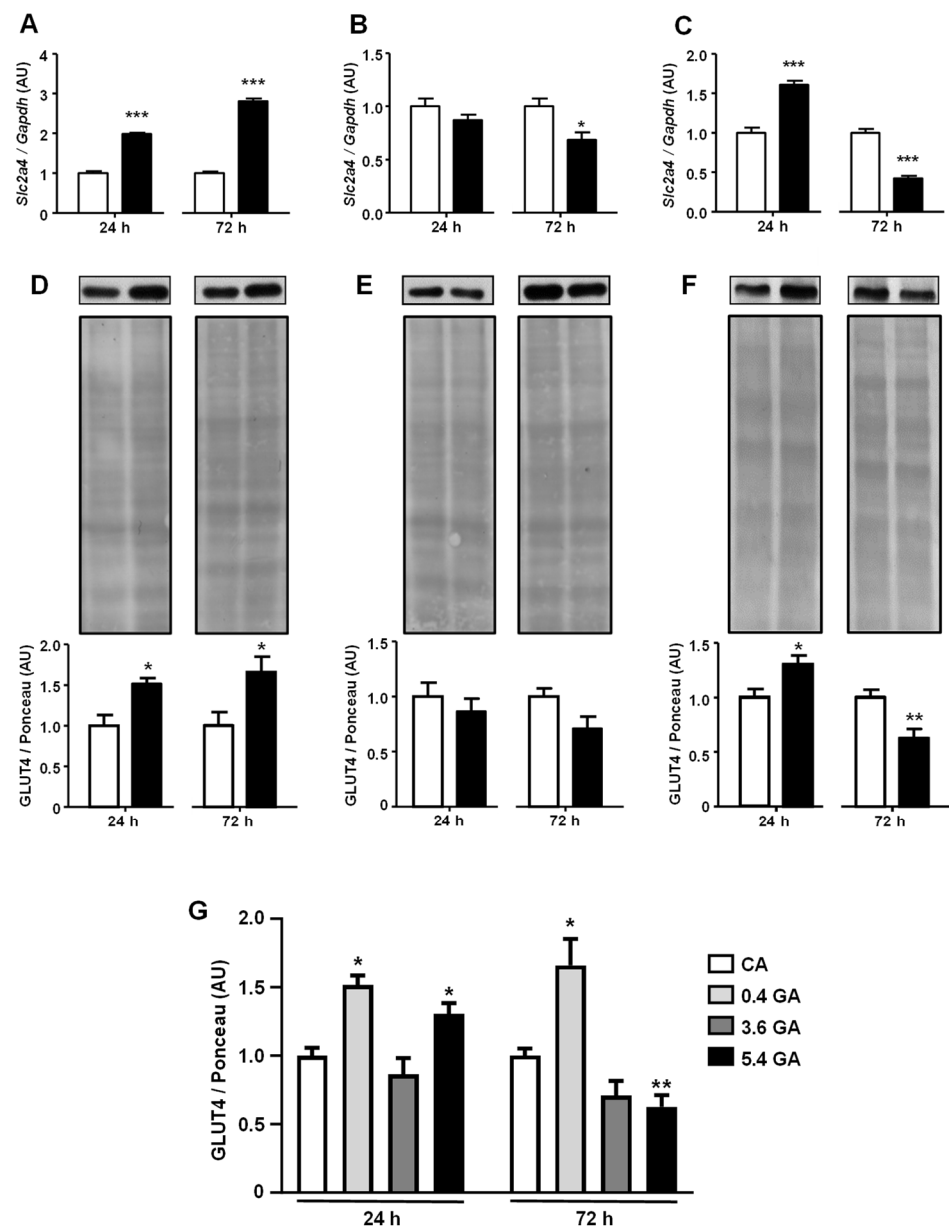 A
Slc2a4 / Gapdh (AU)
4
3
2
1
0
***
***
24 h
72 h
B
1.5
1.0
0.5
0.0
*
24 h
72 h
C
Slc2a4 / Gapdh (AU)
2.0
1.5
1.0
0.5
0.0
***
***
24 h
72 h
D
E
F
GLUT4 / Ponceau (AU)
2.0
1.5
1.0
0.5
0
*
*
24 h
72 h
GLUT4 / Ponceau (AU)
1.5
1.0
0.5
0
24 h
72 h
GLUT4 / Ponceau (AU)
1.5
1.0
0.5
0
*
**
24 h
72 h
G
GLUT4 / Ponceau (AU)
2.0
1.5
1.0
0.5
0
*
*
*
**
24 h
72 h
CA
0.4 GA
3.6 GA
5.4 GA